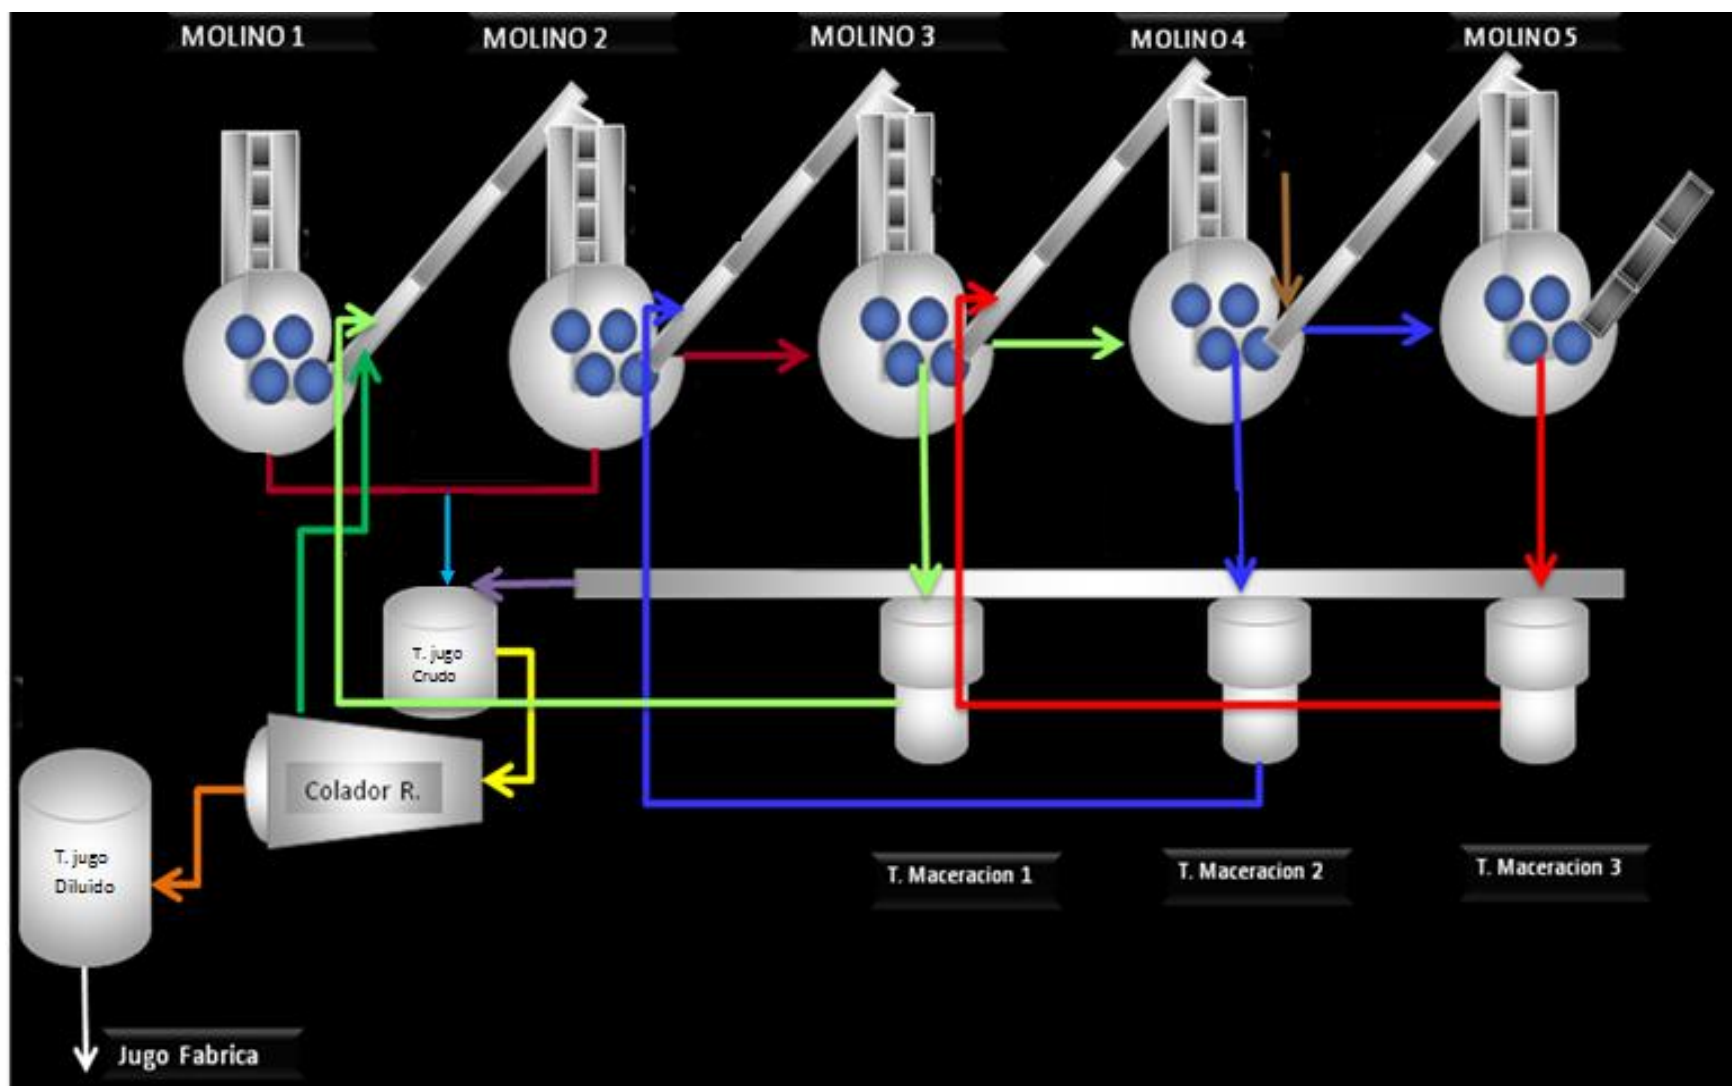 MOLINO 1
MOLINO 2
MOLINO 3
MOLINO 4
MOLINO 5
T. jugo
Crudo
Colador R.
T. jugo
Diluido
T. Maceracion 1
T. Maceracion 2
T. Maceracion 3
Jugo Fabrica